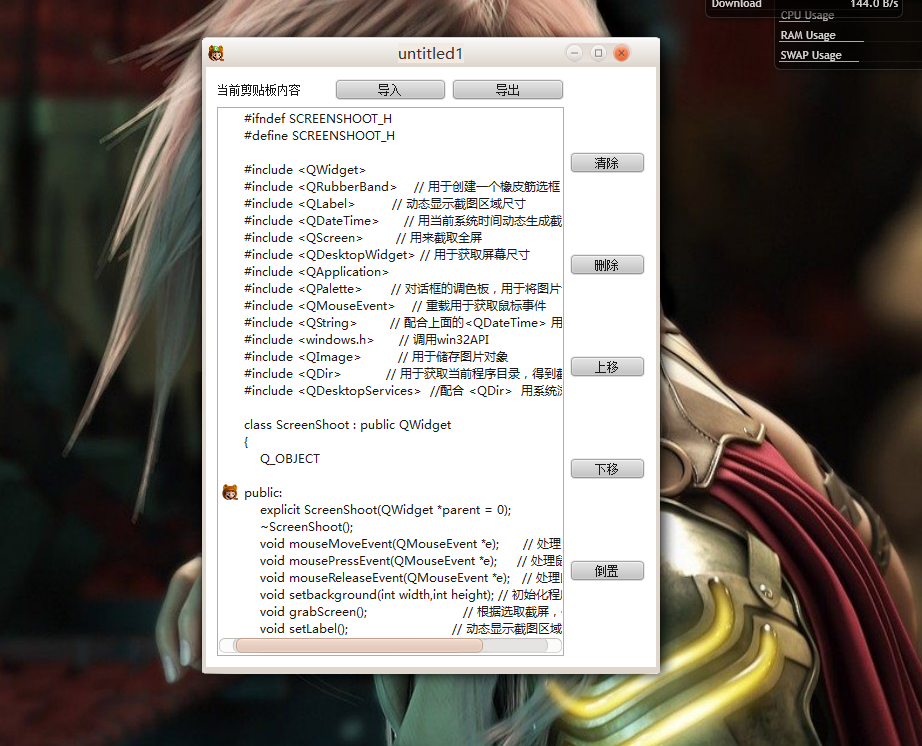 Download 144.0 B/s
CPU Usage
RAM Usage
SWAP Usage
untitled1
当前剪贴板内容 导入 导出
#ifndef SCREENSHOOT_H
#define SCREENSHOOT_H
#include <QWidget>
#include <QRubberBand> // 用于创建一个橡皮筋选框
#include <QLabel> // 动态显示截图区域尺寸
#include <QDateTime> // 用当前系统时间动态生成截
#include <QScreen> // 用来截取全屏
#include <QDesktopWidget> // 用于获取屏幕尺寸
#include <QApplication>
#include <QPalette> // 对话框的调色板，用于将图片
#include <QMouseEvent> // 重载用于获取鼠标事件
#include <QString> // 配合上面的<QDateTime> 用
#include <windows.h> // 调用win32API
#include <QImage> // 用于储存图片对象
#include <QDir> // 用于获取当前程序目录，得到
#include <QDesktopServices> //配合 <QDir> 用系统
class ScreenShoot : public QWidget
{
Q_OBJECT
public:
explicit ScreenShoot(QWidget *parent = 0);
~ScreenShoot();
void mouseMoveEvent(QMouseEvent *e); // 处理
void mousePressEvent(QMouseEvent *e); // 处理
void mouseReleaseEvent(QMouseEvent *e); // 处理
void setbackground(int width,int height); // 初始化程
void grabScreen(); // 根据选取截屏，
void setLabel(); // 动态显示截图区域
清除
删除
上移
下移
倒置